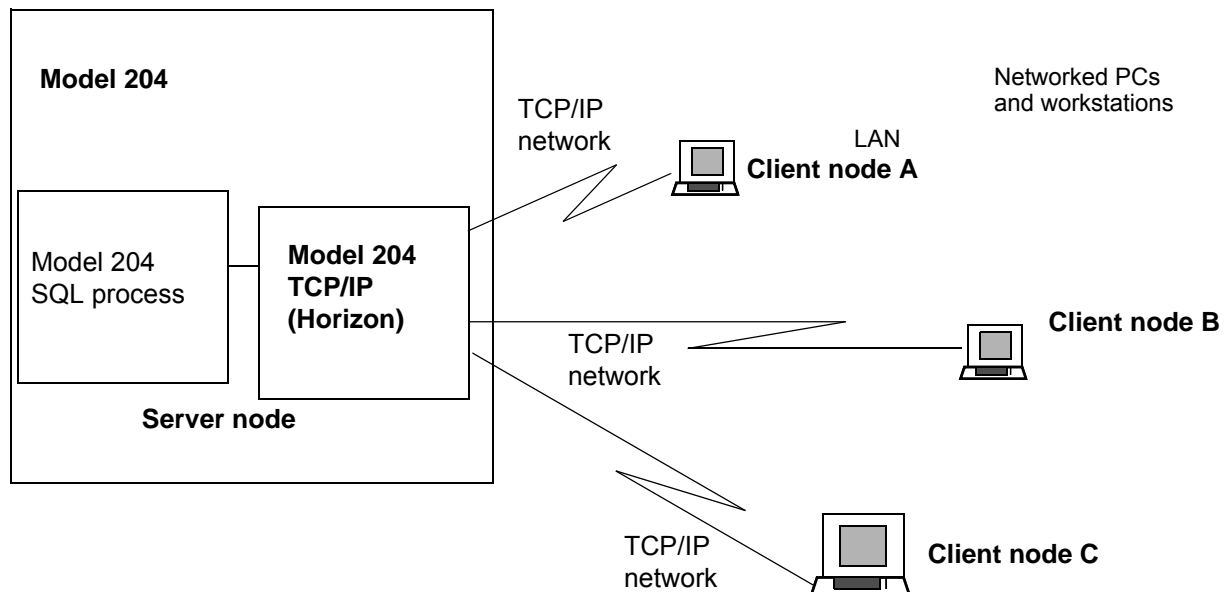 Model 204
Networked PCs
and workstations
TCP/IP
network
LAN
Client node A
Model 204
SQL process
Model 204
TCP/IP
(Horizon)
Client node B
TCP/IP
network
Server node
TCP/IP
network
Client node C